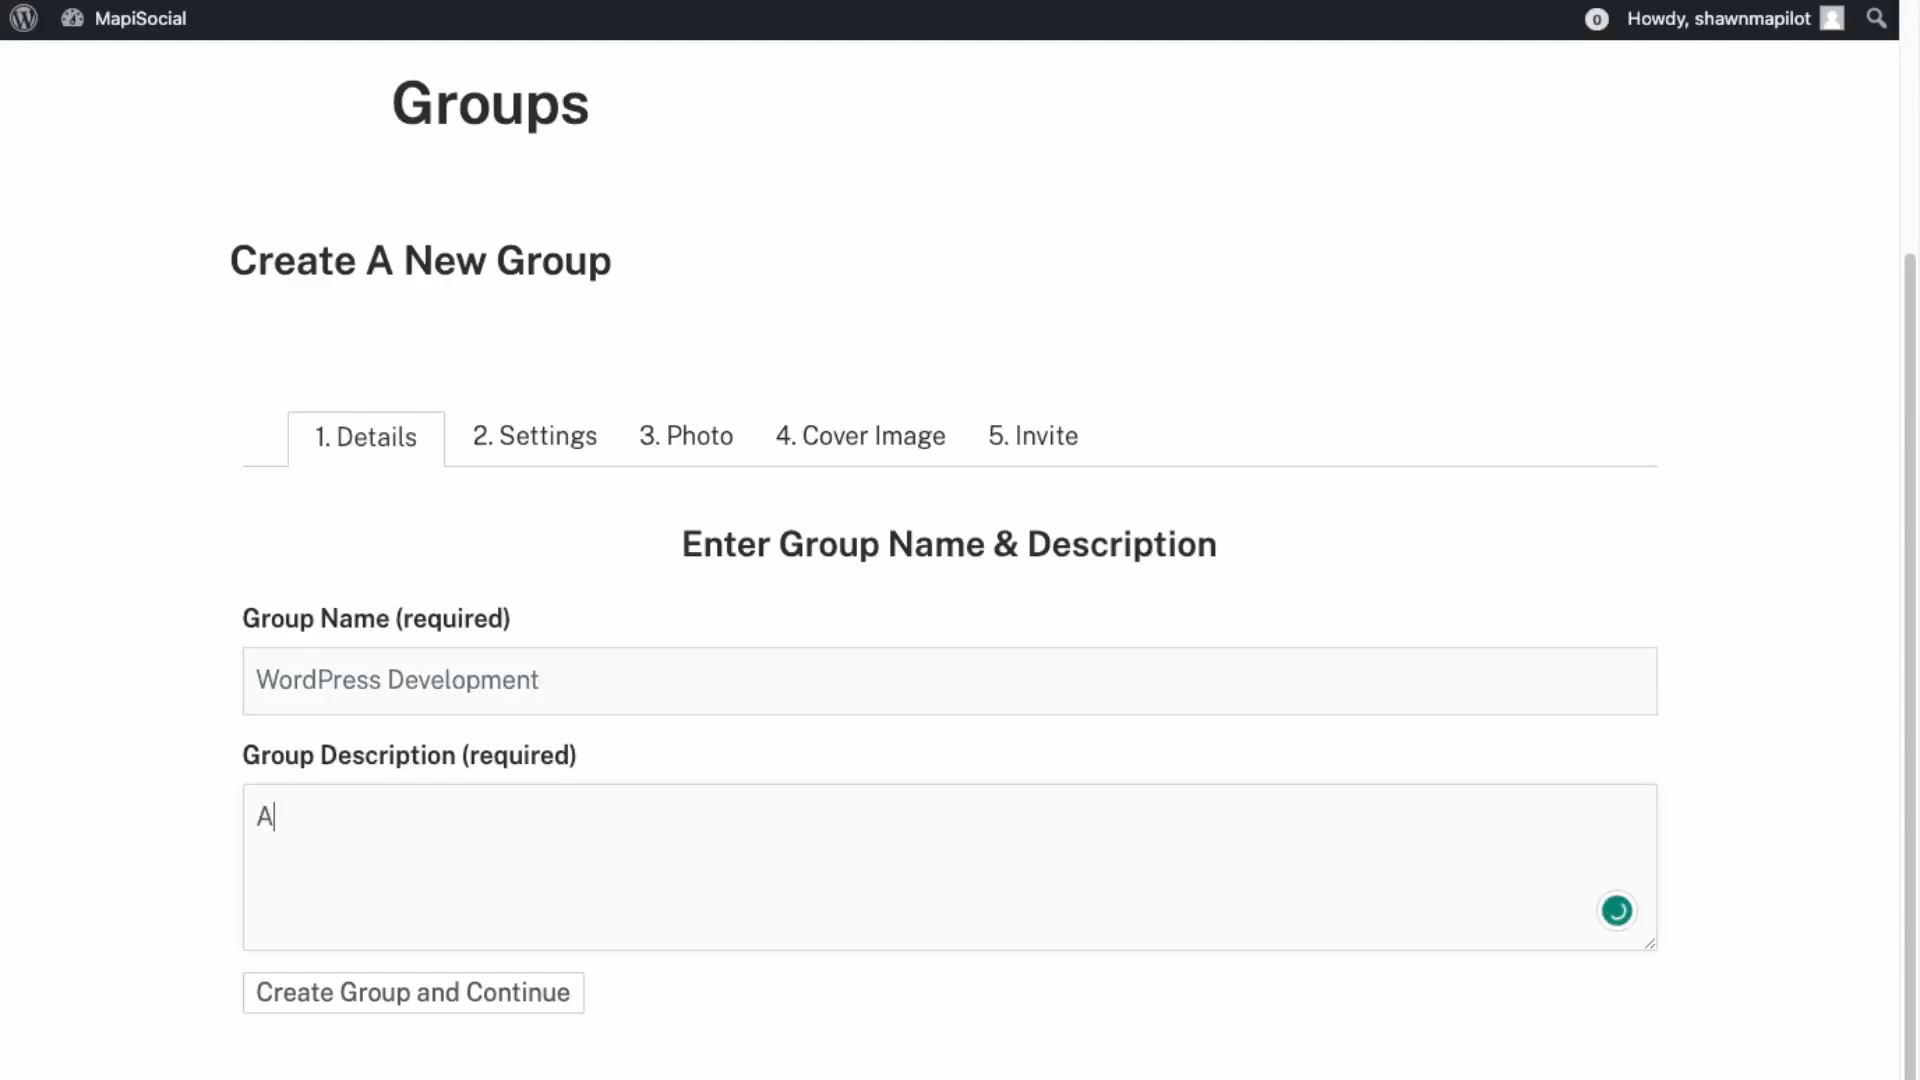 MapiSocial
0 Howdy, shawnmapilot
Groups
Create A New Group
1. Details 2. Settings 3. Photo 4. Cover Image 5. Invite
Enter Group Name & Description
Group Name (required)
WordPress Development
Group Description (required)
A
Create Group and Continue